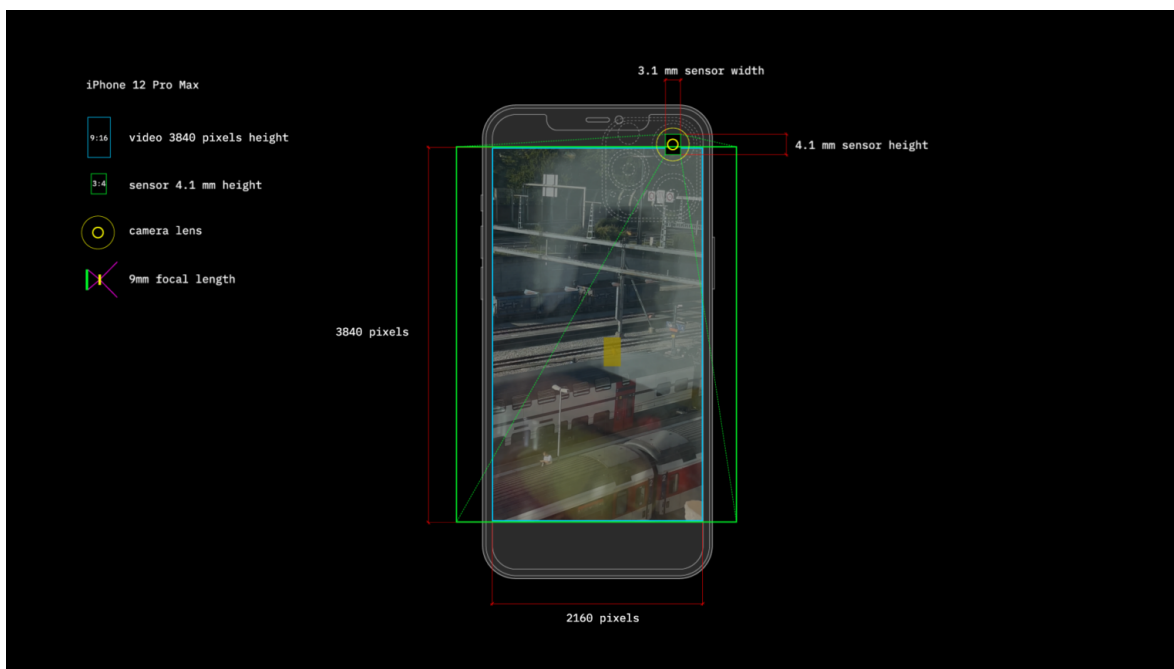 3.1 mm sensor width
iPhone 12 Pro Max
9:16
video 3840 pixels height
4.1 mm sensor height
3:4
sensor 4.1 mm height
camera lens
9mm focal length
3840 pixels
2160 pixels